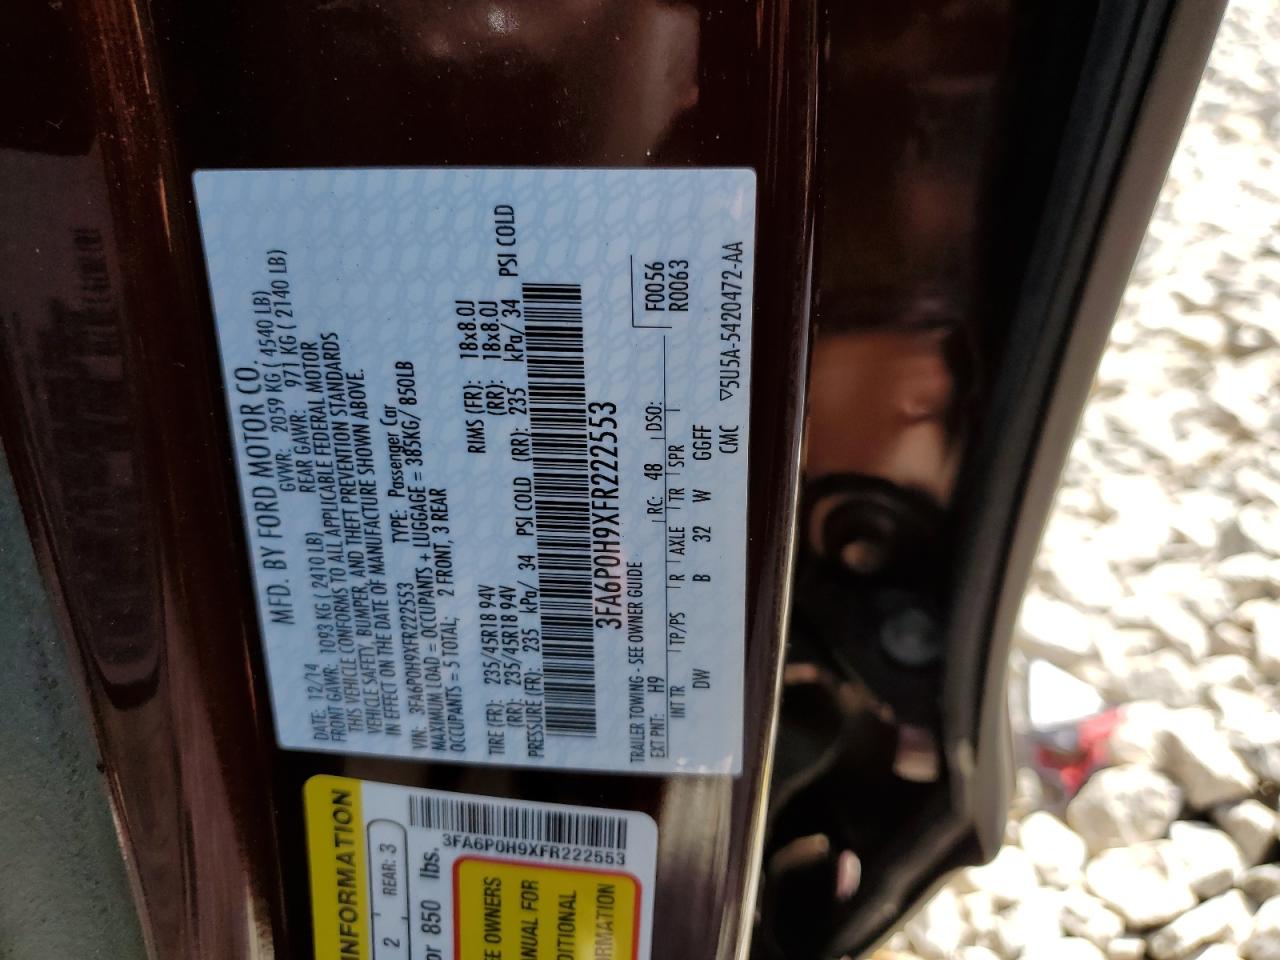 MFD. BY FORD MOTOR CO.
DATE: 12/14 GVWR: 2059 KG ( 4540 LB)
FRONT GAWR: 1093 KG ( 2410 LB) REAR GAWR: 971 KG ( 2140 LB)
THIS VEHICLE CONFORMS TO ALL APPLICABLE FEDERAL MOTOR
VEHICLE SAFETY, BUMPER, AND THEFT PREVENTION STANDARDS
IN EFFECT ON THE DATE OF MANUFACTURE SHOWN ABOVE.
VIN: 3FA6P0H9XFR222553 TYPE: Passenger Car
MAXIMUM LOAD = OCCUPANTS + LUGGAGE = 385KG/ 850LB
OCCUPANTS = 5 TOTAL; 2 FRONT, 3 REAR
TIRE (FR): 235/45R18 94V RIMS (FR): 18x8.0J
(RR): 235/45R18 94V (RR): 18x8.0J
PRESSURE (FR): 235 kPa/ 34 PSI COLD (RR): 235 kPa/ 34 PSI COLD
3FA6P0H9XFR222553
TRAILER TOWING - SEE OWNER GUIDE F0056
EXT PNT: H9 RC: 48 DSO: R0063
INT TR TP/PS R AXLE TR SPR
DW B 32 W GGFF
CMC ▽5U5A-5420472-AA
INFORMATION
2 REAR: 3
or 850 lbs.
3FA6P0H9XFR222553